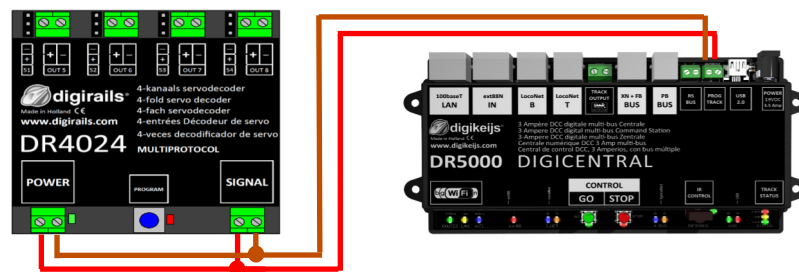 S1 OUT 5 S2 OUT 6 S3 OUT 7 S4 OUT 8
digirails®
Made in Holland CE
www.digirails.com
DR4024
4-kanaals servodecoder
4-fold servo decoder
4-fach servodecoder
4-entrées Décodeur de servo
4-veces decodificador de servo
MULTIPROTOCOL
POWER
PROGRAM
SIGNAL
100baseT LAN
ext88N IN
LocoNet B
LocoNet T
TRACK OUTPUT
XN + FB BUS
PB BUS
RS BUS
PROG TRACK
USB 2.0
POWER
digikeijs®
Made in Holland CE
www.digikeijs.com
DR5000 DIGICENTRAL
3 Ampère DCC digitale multi-bus Centrale
3 Ampere DCC digital multi-bus Command Station
3 Ampere DCC digitale multi-bus Zentrale
Centrale numérique DCC 3 Amp multi-bus
Central de control DCC, 3 Amperios, con bus múltiple
WiFi
CONTROL
GO STOP
IR CONTROL
TRACK STATUS